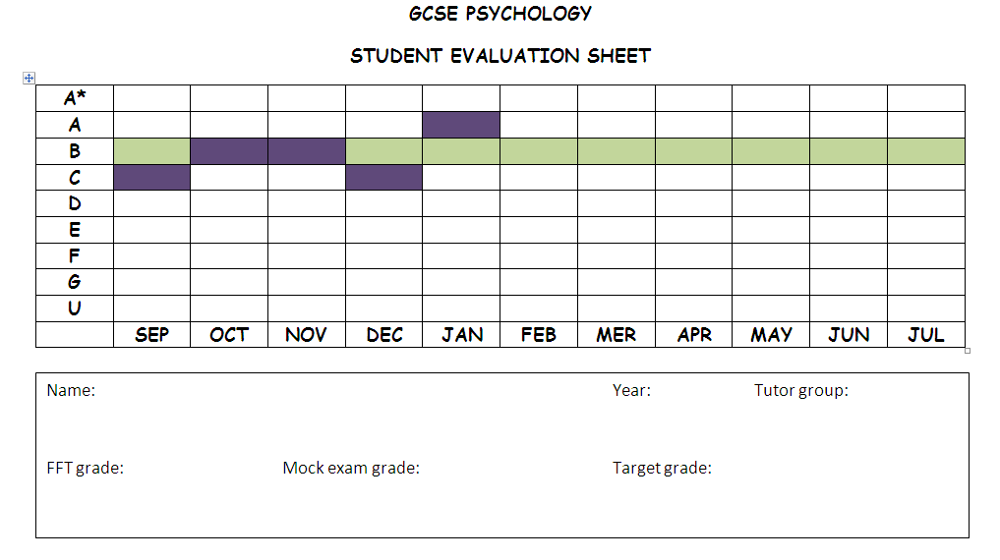 GCSE PSYCHOLOGY
STUDENT EVALUATION SHEET
A*
A
B
C
D
E
F
G
U
SEP OCT NOV DEC JAN FEB MER APR MAY JUN JUL
Name: Year: Tutor group:
FFT grade: Mock exam grade: Target grade: